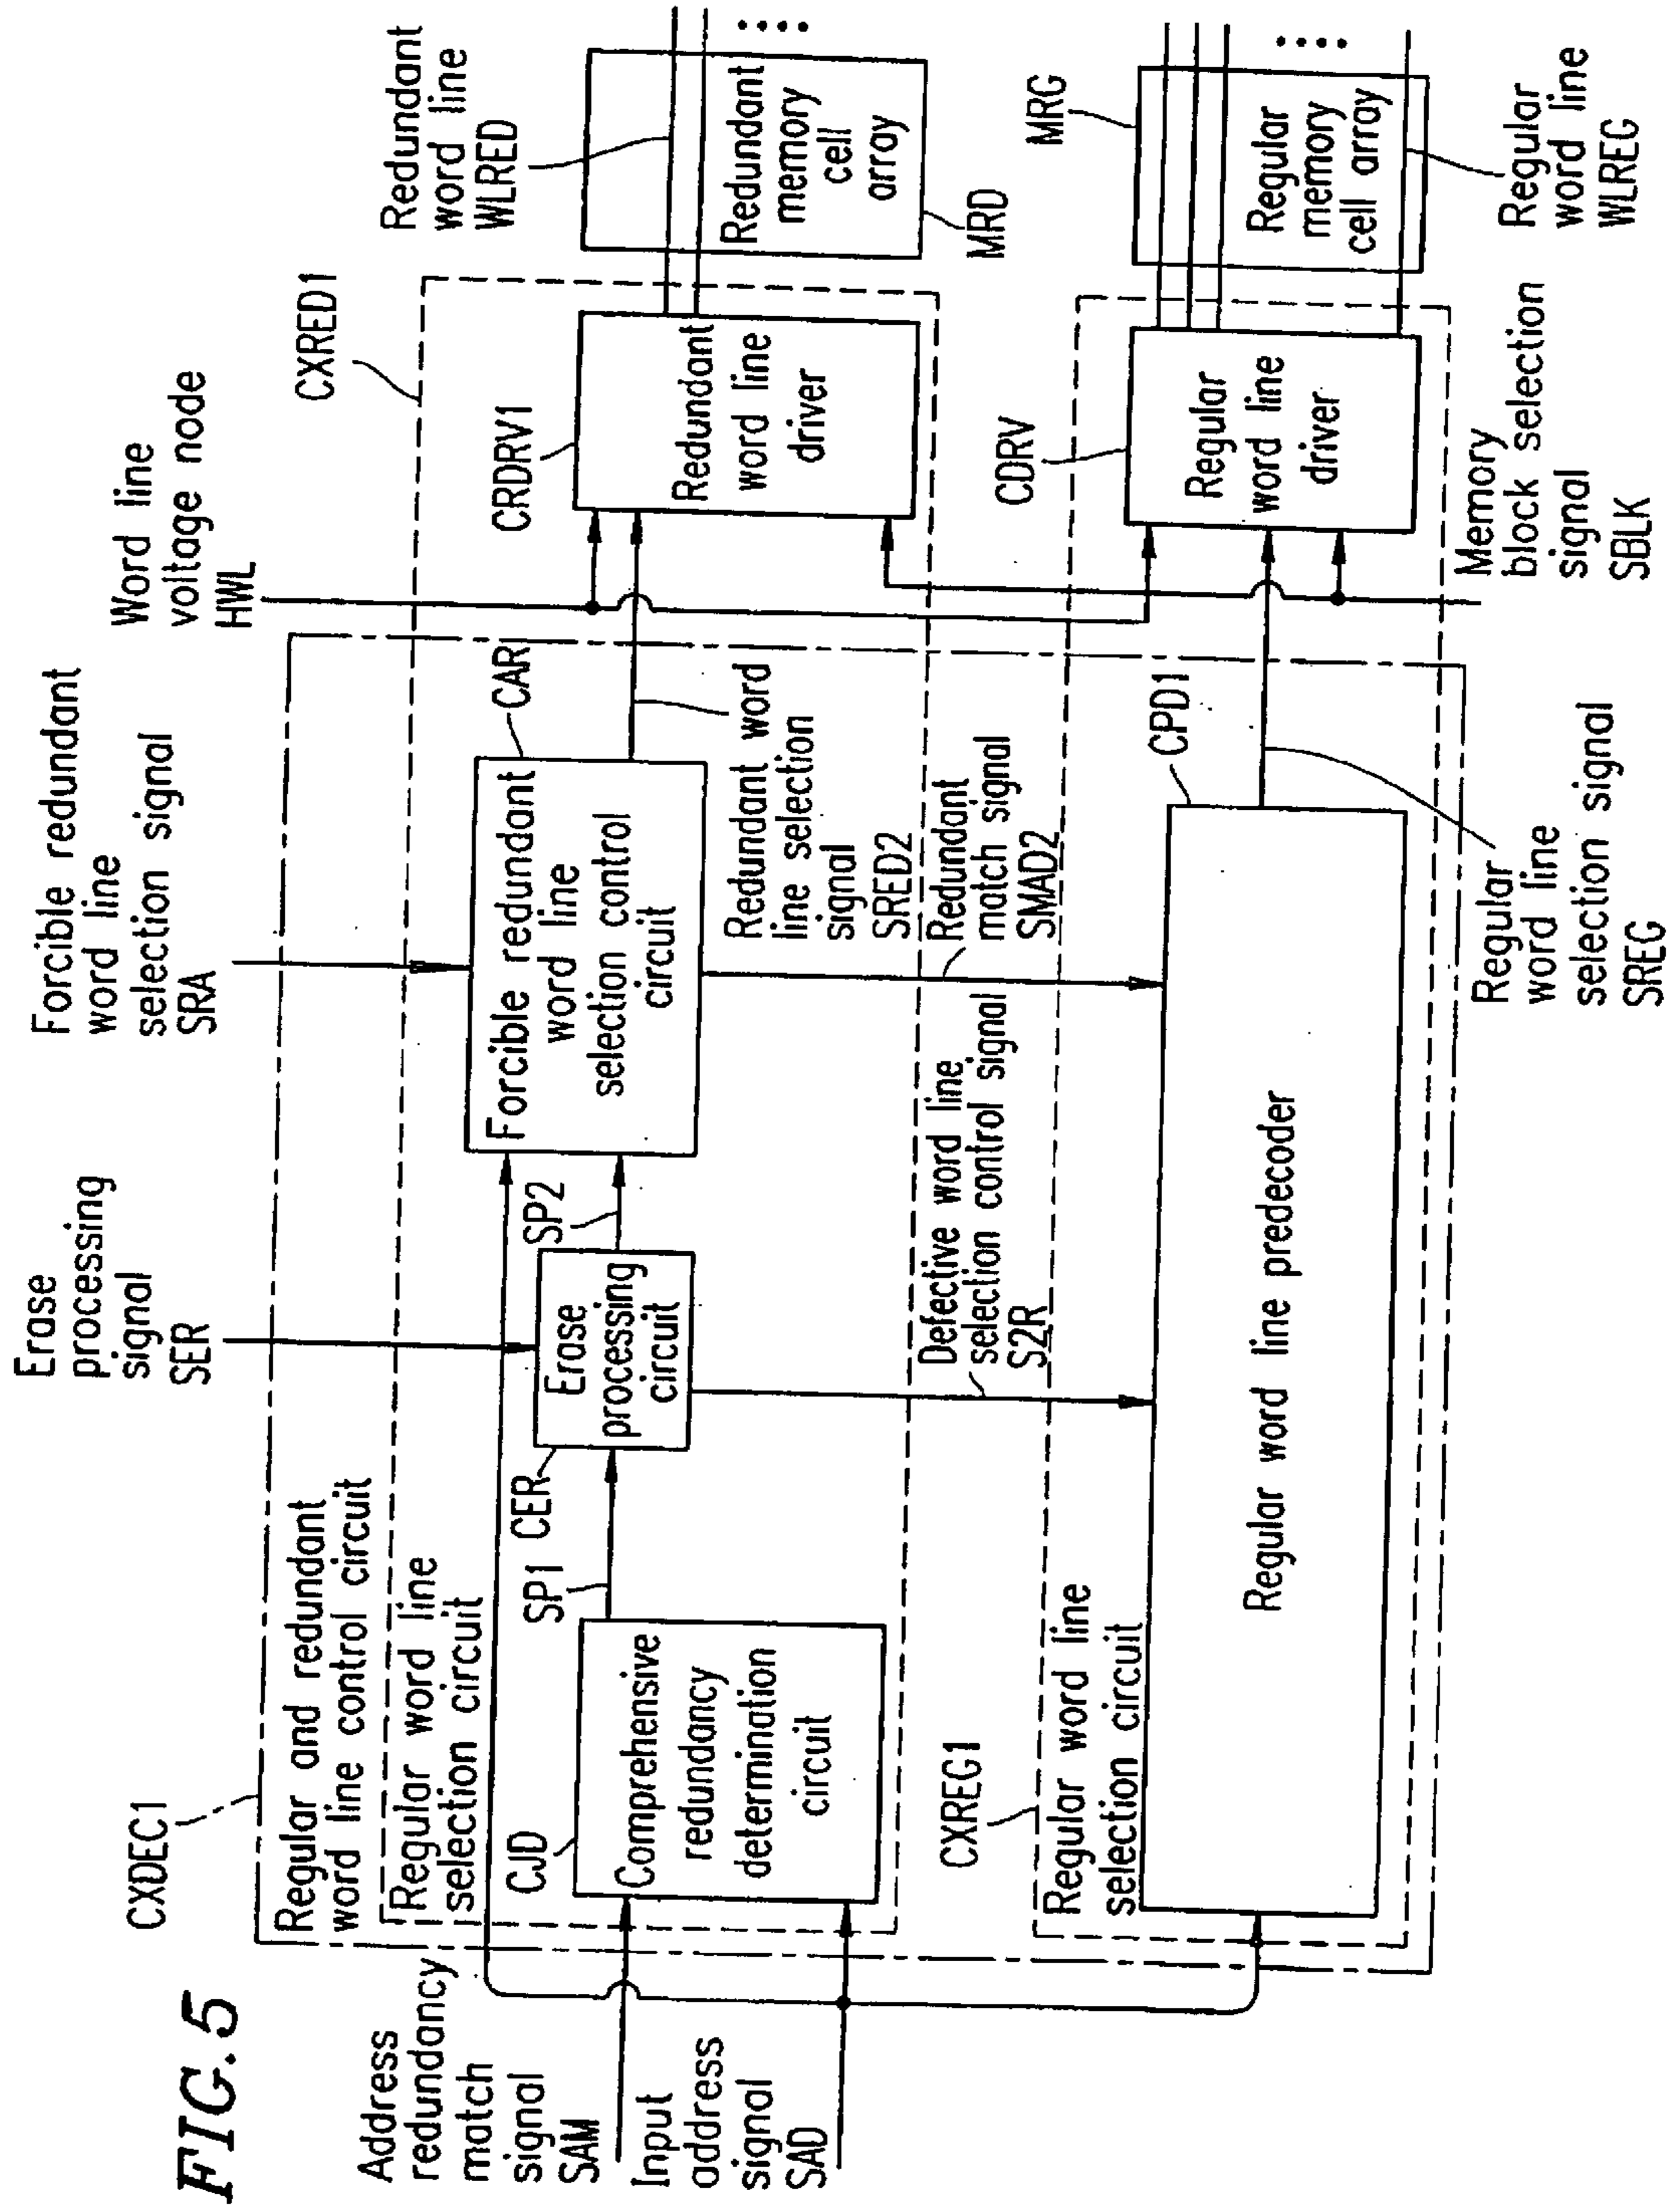 FIG. 5
CXDEC1
Regular and redundant
word line control circuit
Erase
processing
signal
SER
Forcible redundant
word line
selection signal
SRA
Word line
voltage node
HWL
CXRED1
Redundant
word line
WLRED
Regular word line
selection circuit
CJD
Comprehensive
redundancy
determination
circuit
SP1
CER
Erase
processing
circuit
SP2
CAR
Forcible redundant
word line
selection control
circuit
CRDRV1
Redundant
word line
driver
Redundant
memory
cell
array
MRD
Redundant word
line selection
signal
SRED2
Address
redundancy
match
signal
SAM
Input
address
signal
SAD
Defective word line
selection control signal
S2R
Redundant
match signal
SMAD2
CXREG1
Regular word line
selection circuit
CPD1
Regular word line predecoder
CDRV
Regular
word line
driver
MRG
Regular
memory
cell array
Regular
word line
selection signal
SREG
Memory
block selection
signal
SBLK
Regular
word line
WLREG